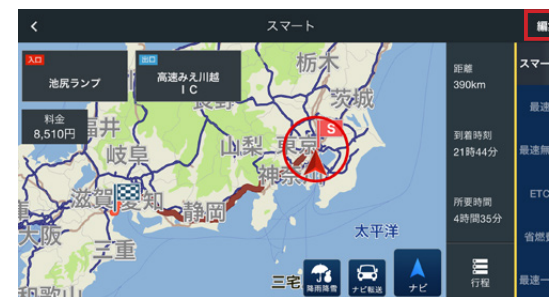 スマート
編
入口
池尻ランプ
出口
高速みえ川越
IC
料金
8,510円
栃木
茨城
長野
福井
岐阜
山梨
東京
神奈川
滋賀
愛知
静岡
大阪
三重
和歌山
太平洋
三宅
S
降雨降雪
ナビ転送
ナビ
距離
390km
到着時刻
21時44分
所要時間
4時間35分
行程
スマー
最速
最速無
ETC
省燃費
最速一